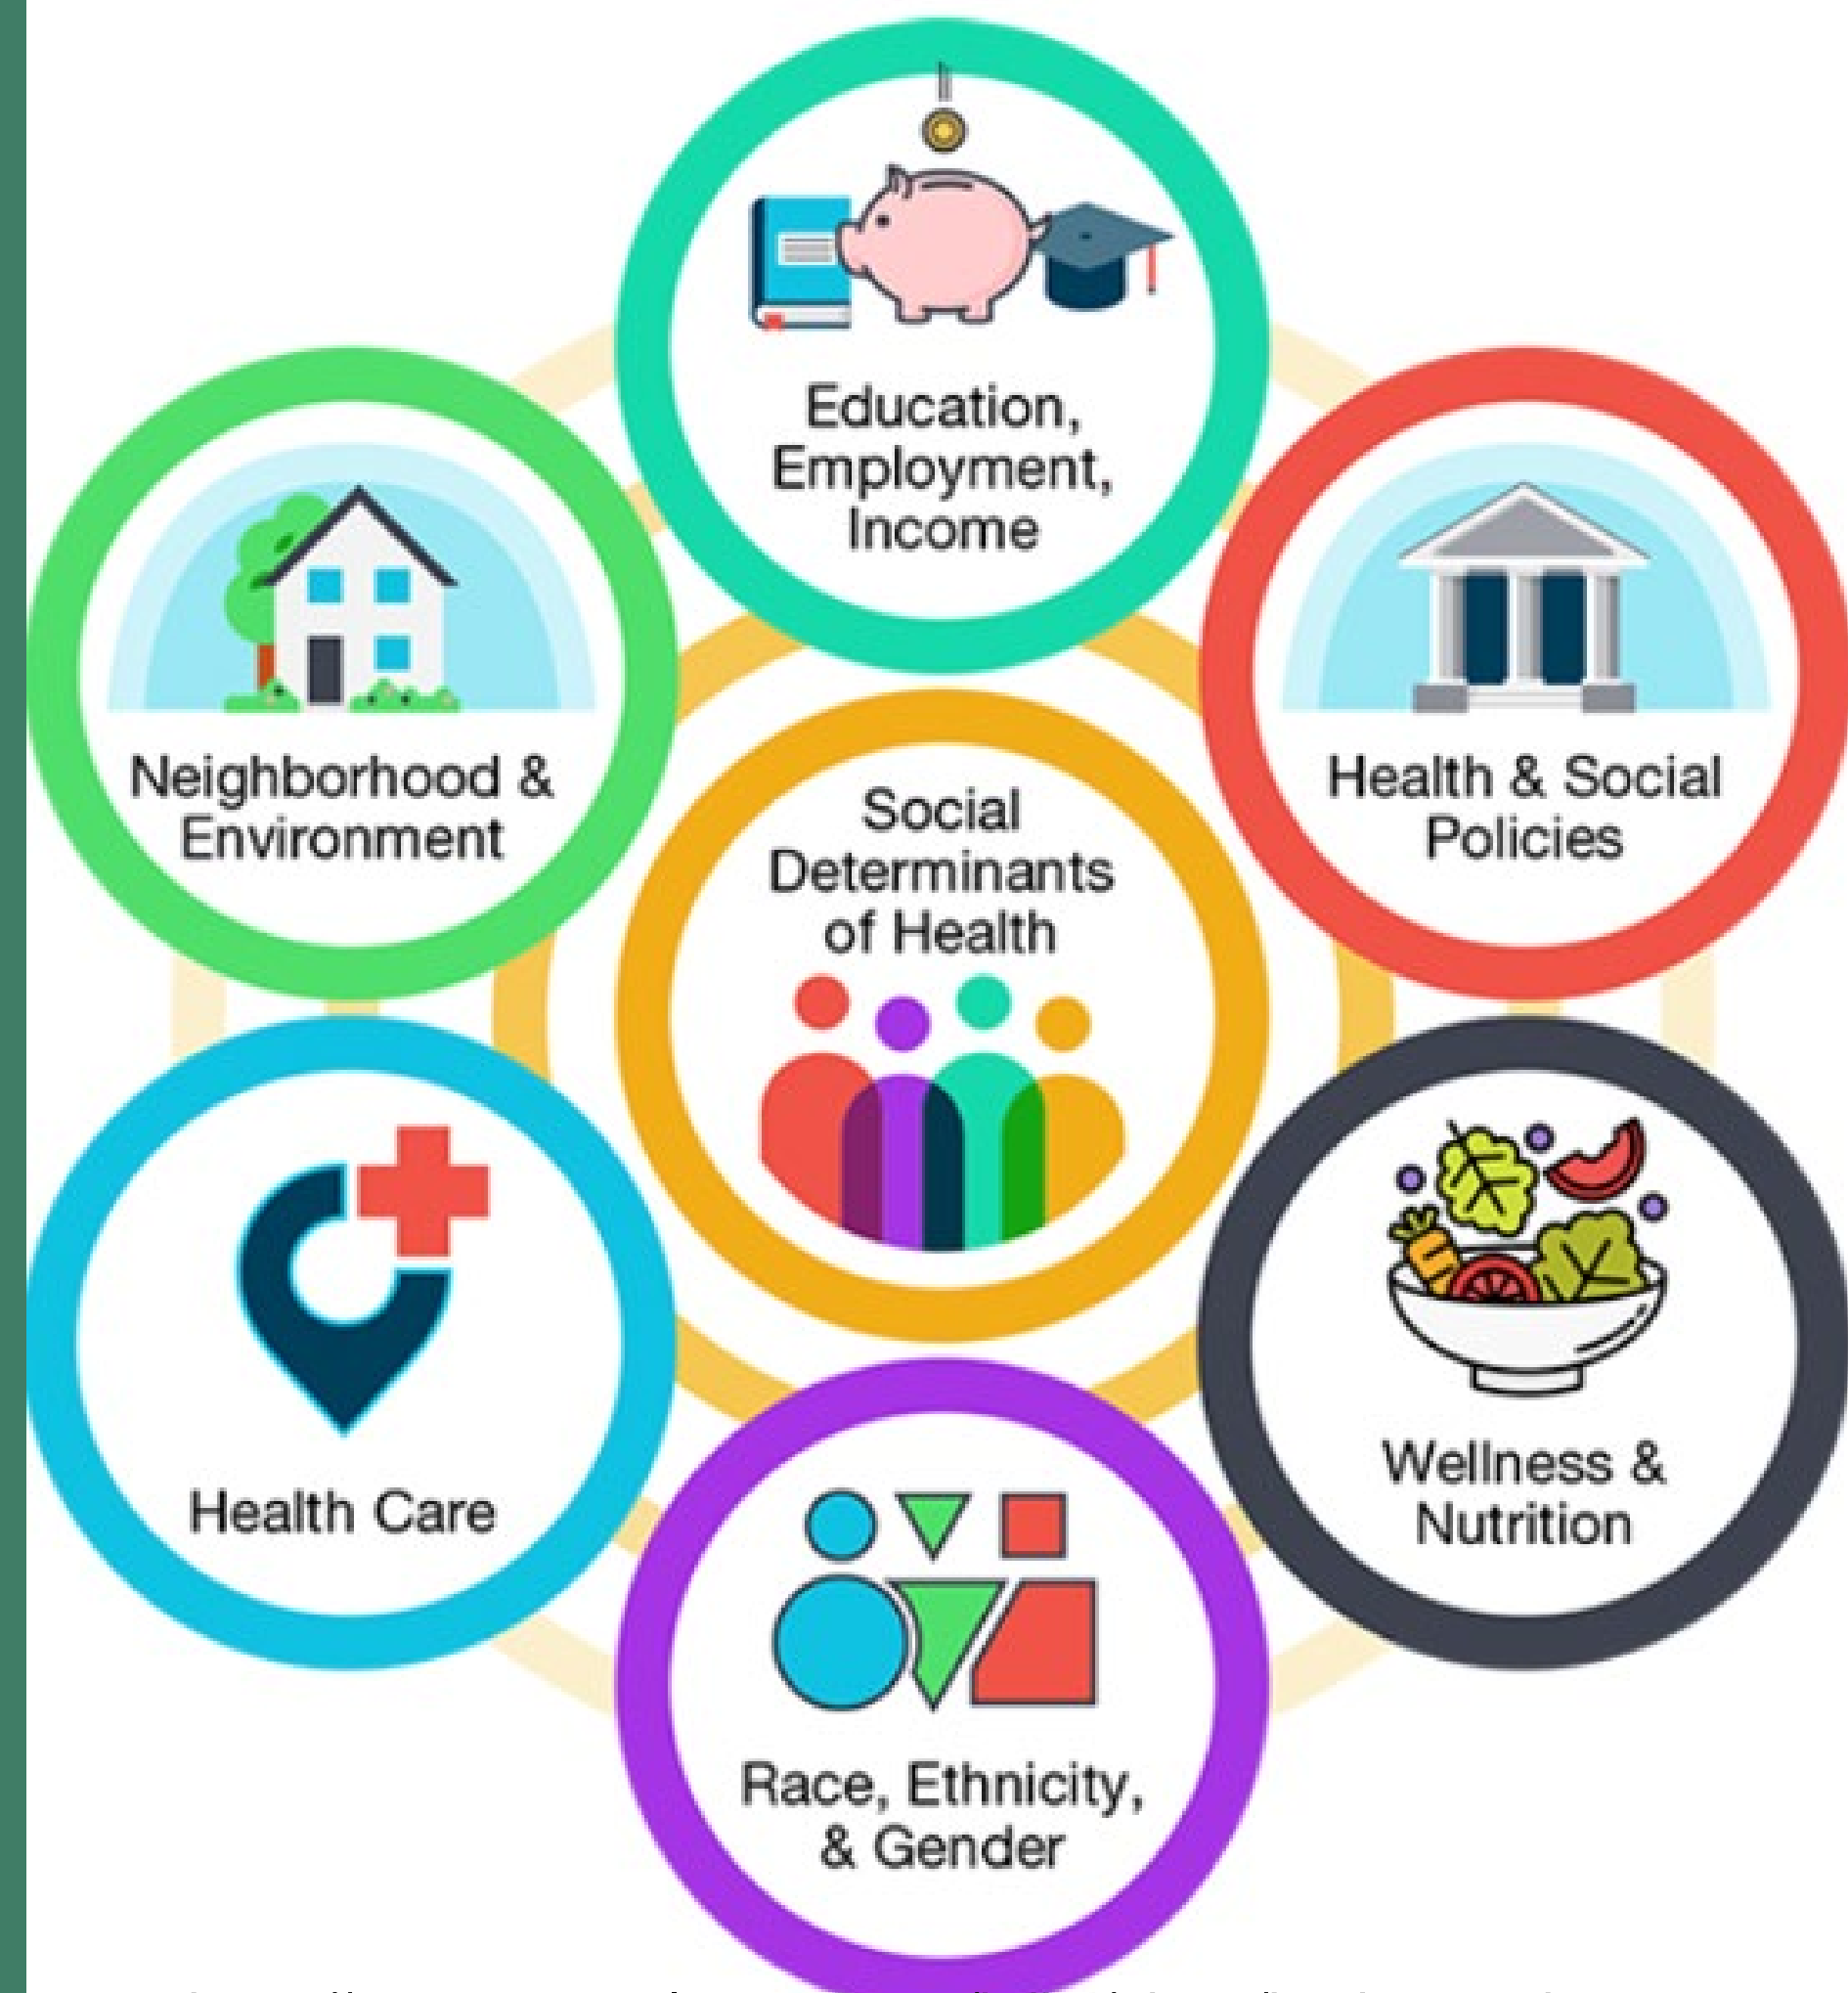 Education,
Employment,
Income
Neighborhood &
Environment
Health & Social
Policies
Social
Determinants
of Health
Health Care
Wellness &
Nutrition
Race, Ethnicity,
& Gender